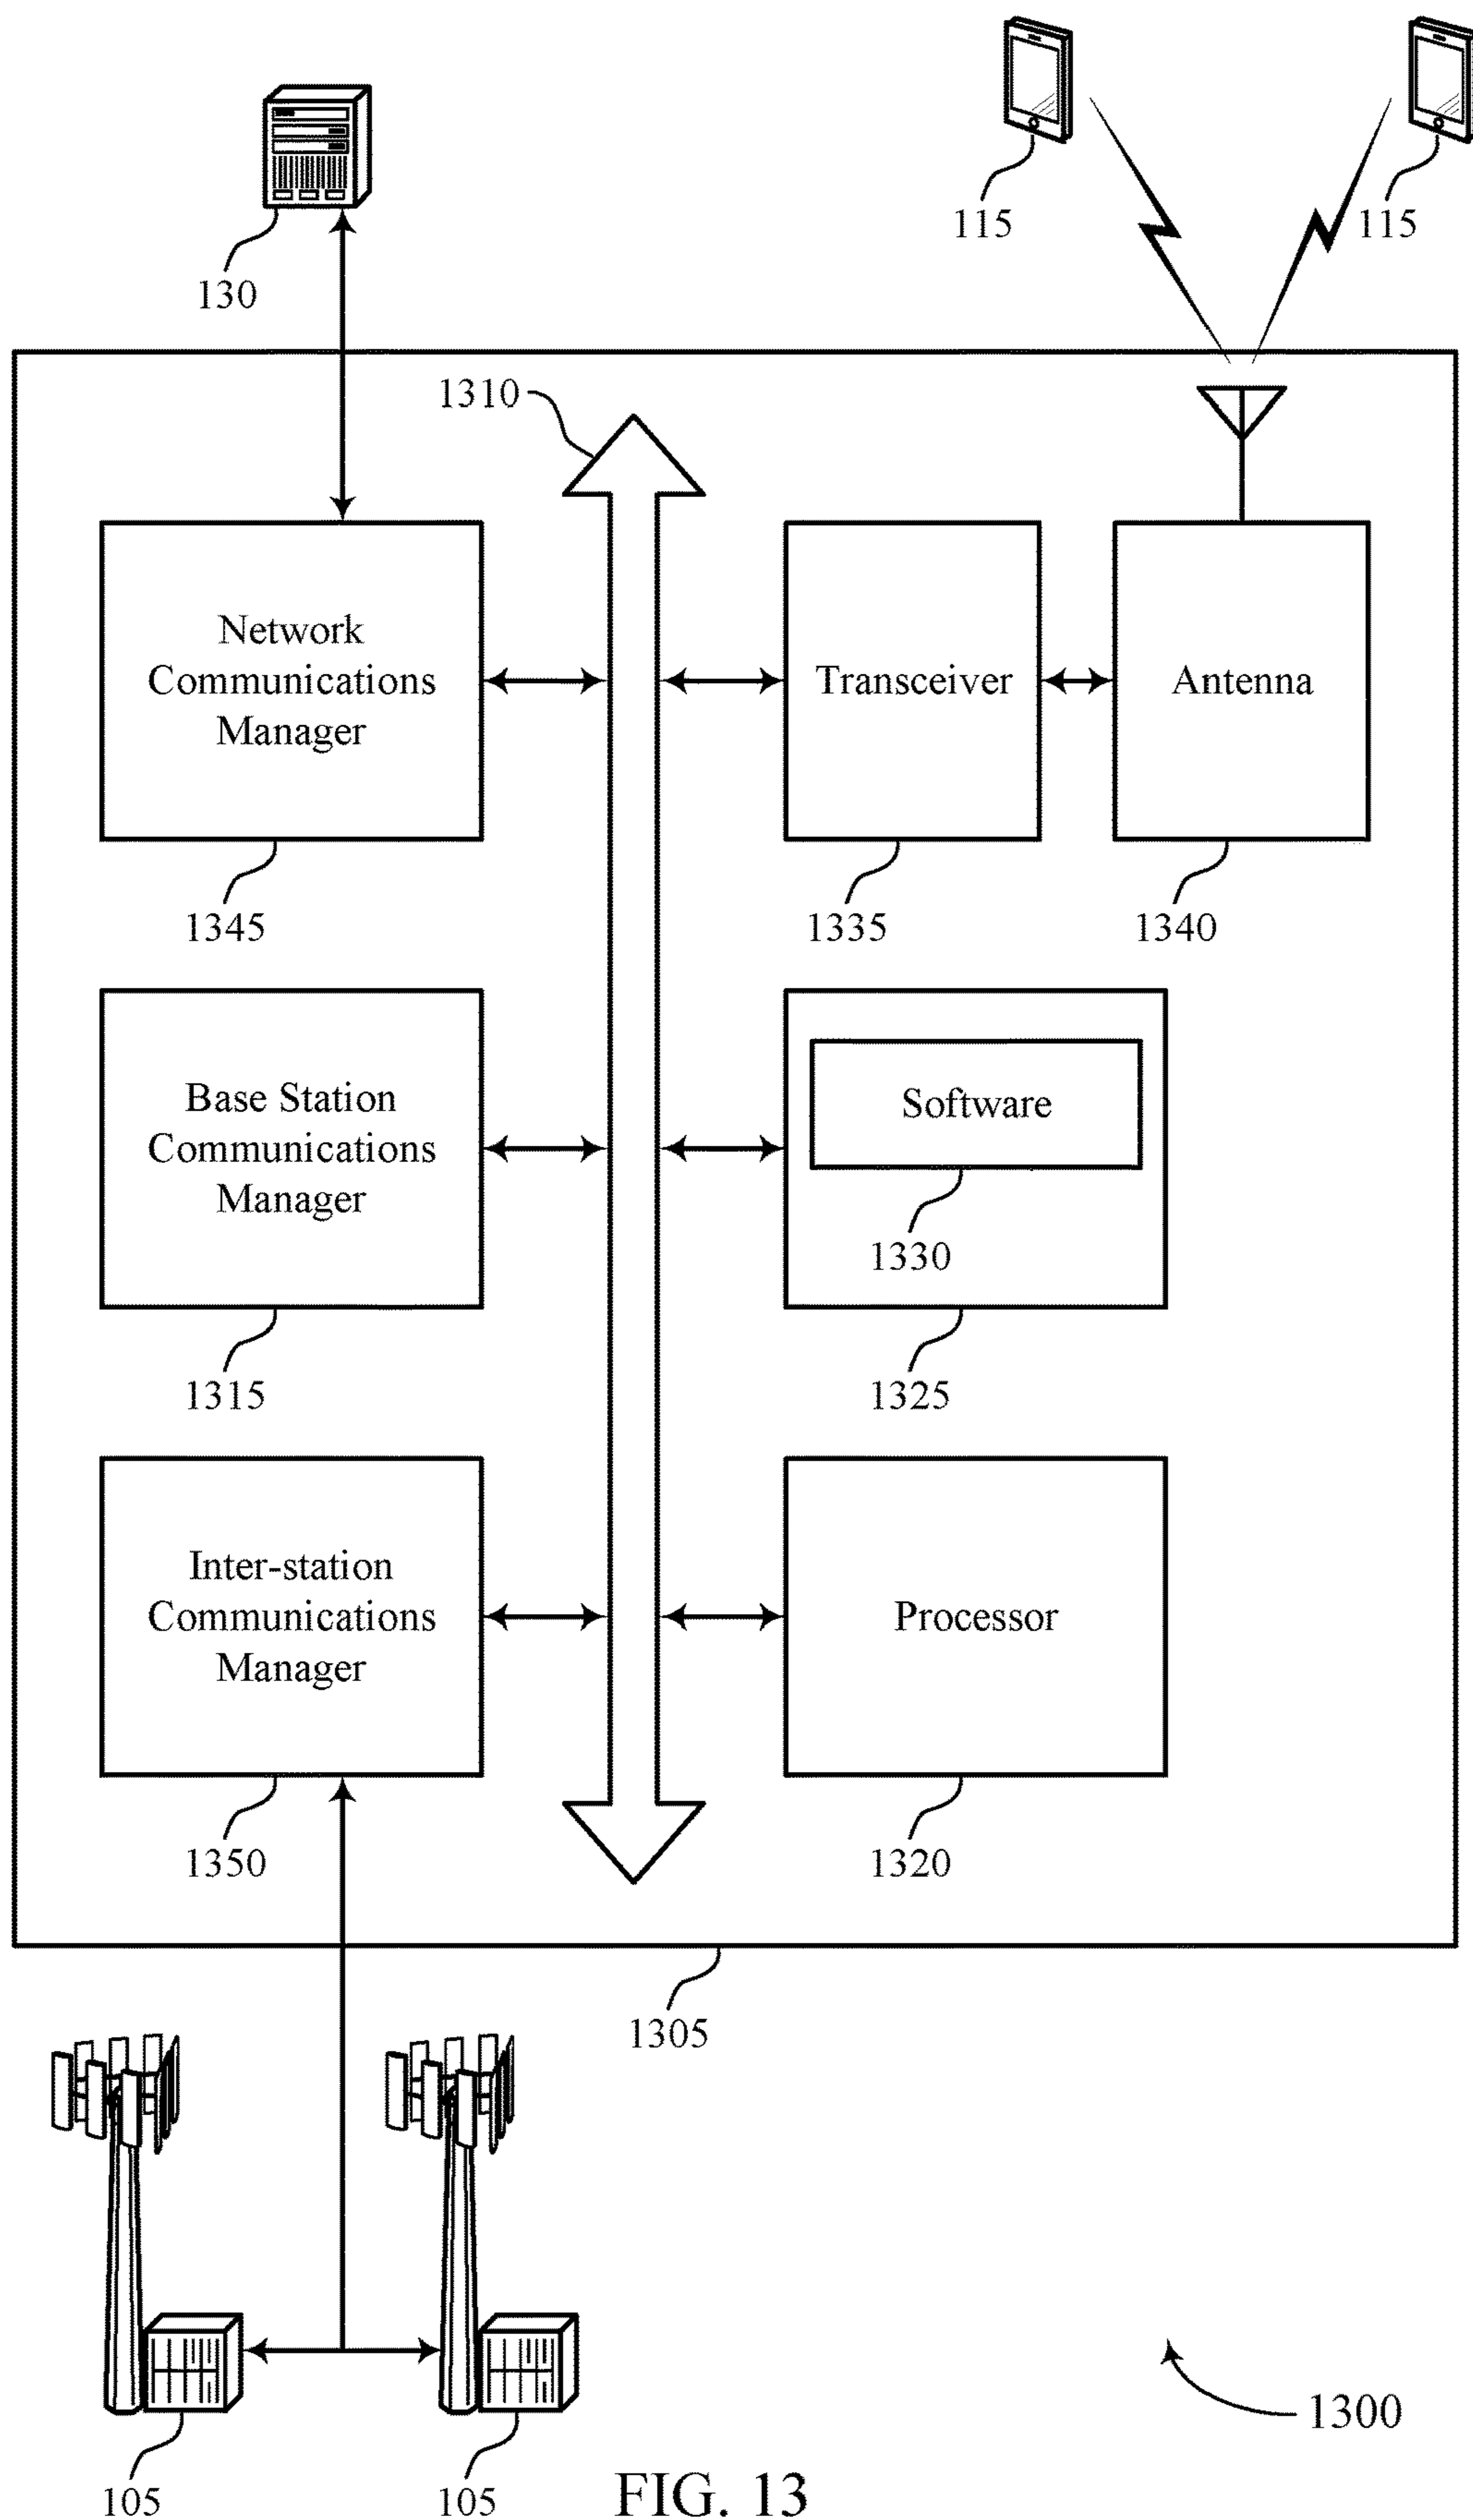 115
115
130
1310
Network
Communications
Manager
Transceiver
Antenna
1345
1335
1340
Base Station
Communications
Manager
Software
1330
1315
1325
Inter-station
Communications
Manager
Processor
1350
1320
1305
1300
105
105
FIG. 13